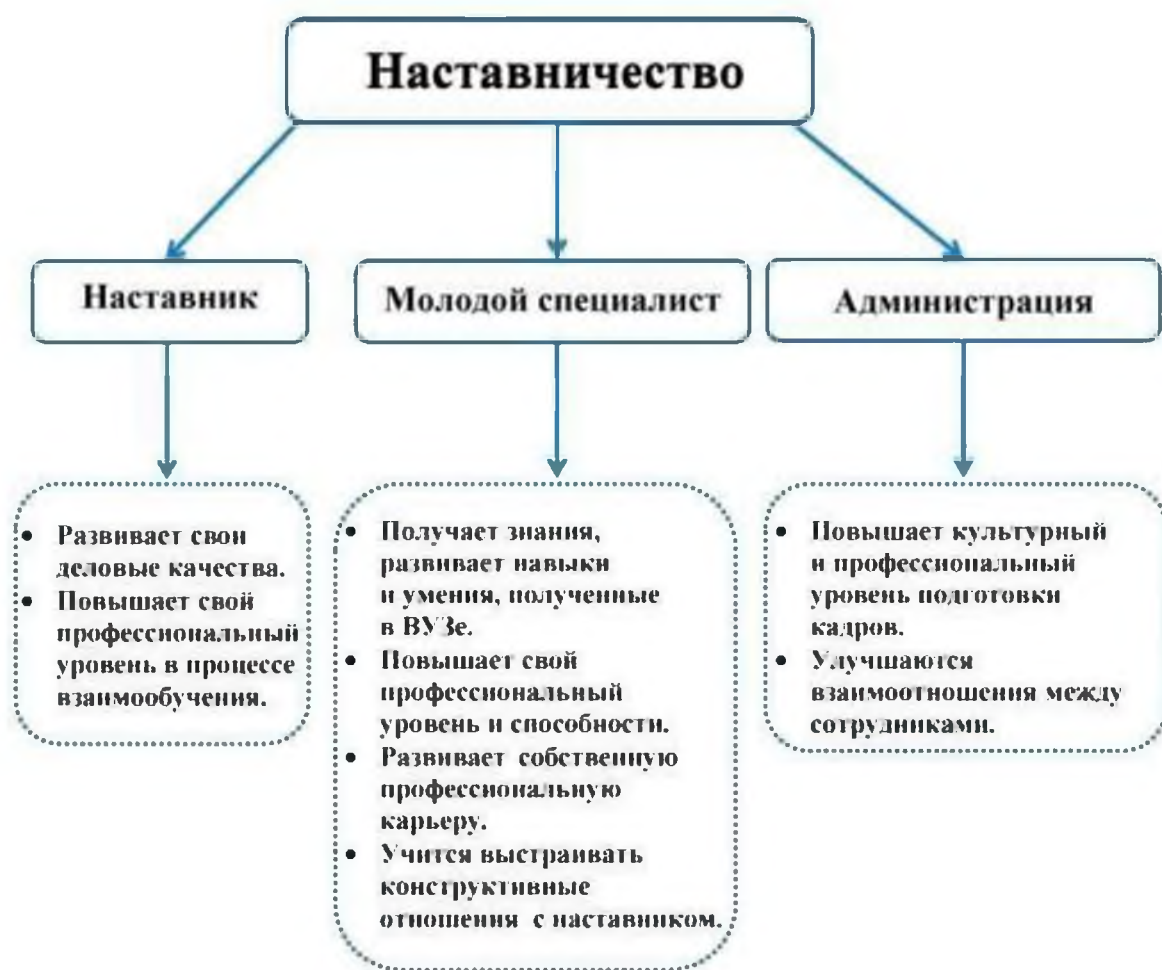 Наставничество
Наставник
Молодой специалист
Администрация
• Развивает свои
деловые качества.
• Повышает свой
профессиональный
уровень в процессе
взаимообучения.
• Получает знания,
развивает навыки
и умения, полученные
в ВУЗе.
• Повышает свой
профессиональный
уровень и способности.
• Развивает собственную
профессиональную
карьеру.
• Учится выстраивать
конструктивные
отношения с наставником.
• Повышает культурный
и профессиональный
уровень подготовки
кадров.
• Улучшаются
взаимоотношения между
сотрудниками.